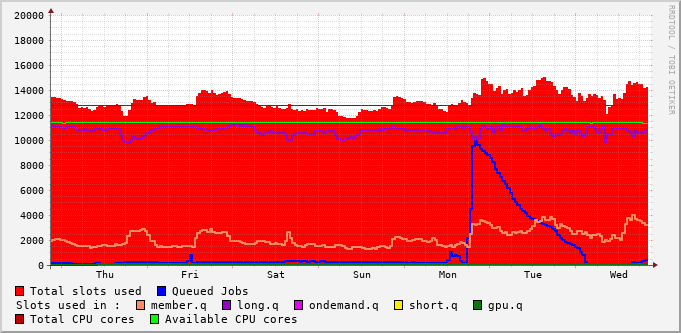 RRDTOOL / TOBI OETIKER
20000
18000
16000
14000
12000
10000
8000
6000
4000
2000
0
Thu Fri Sat Sun Mon Tue Wed
Total slots used Queued Jobs
Slots used in : member.q long.q ondemand.q short.q gpu.q
Total CPU cores Available CPU cores